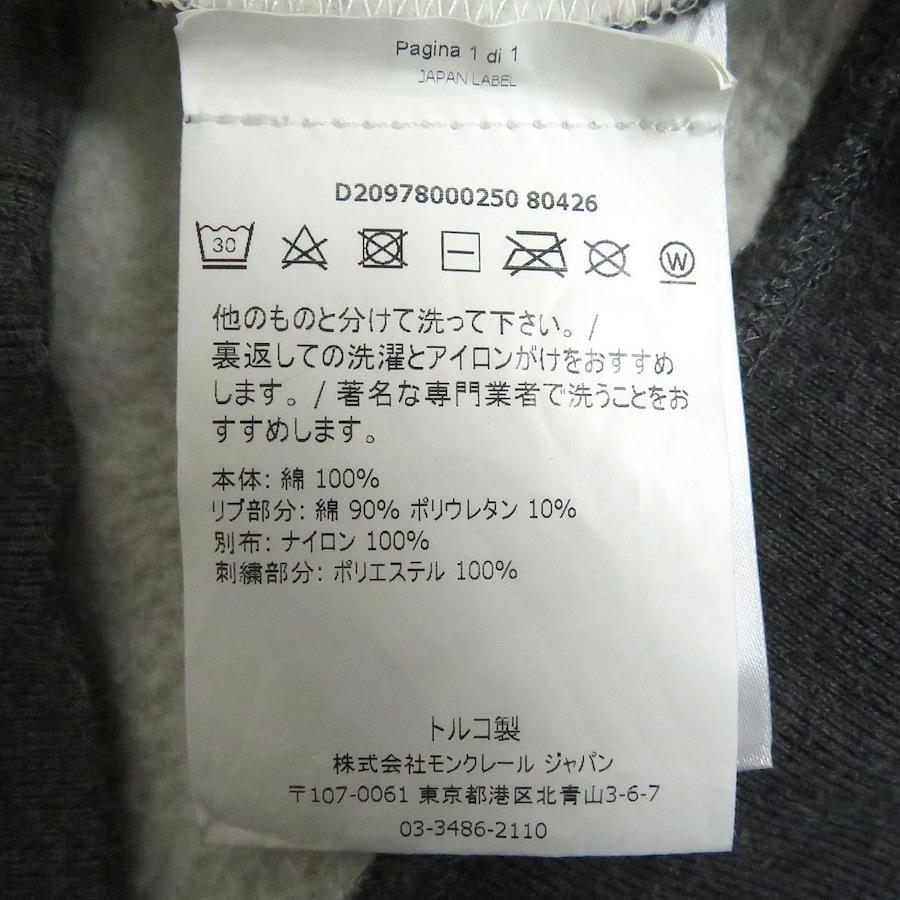 Pagina 1 di 1
JAPAN LABEL
D20978000250 80426
30
W
他のものと分けて洗って下さい。/
裏返しての洗濯とアイロンがけをおすすめ
します。/ 著名な専門業者で洗うことをお
すすめします。
本体: 綿 100%
リブ部分: 綿 90% ポリウレタン 10%
別布: ナイロン 100%
刺繍部分: ポリエステル 100%
トルコ製
株式会社モンクレール ジャパン
〒107-0061 東京都港区北青山3-6-7
03-3486-2110